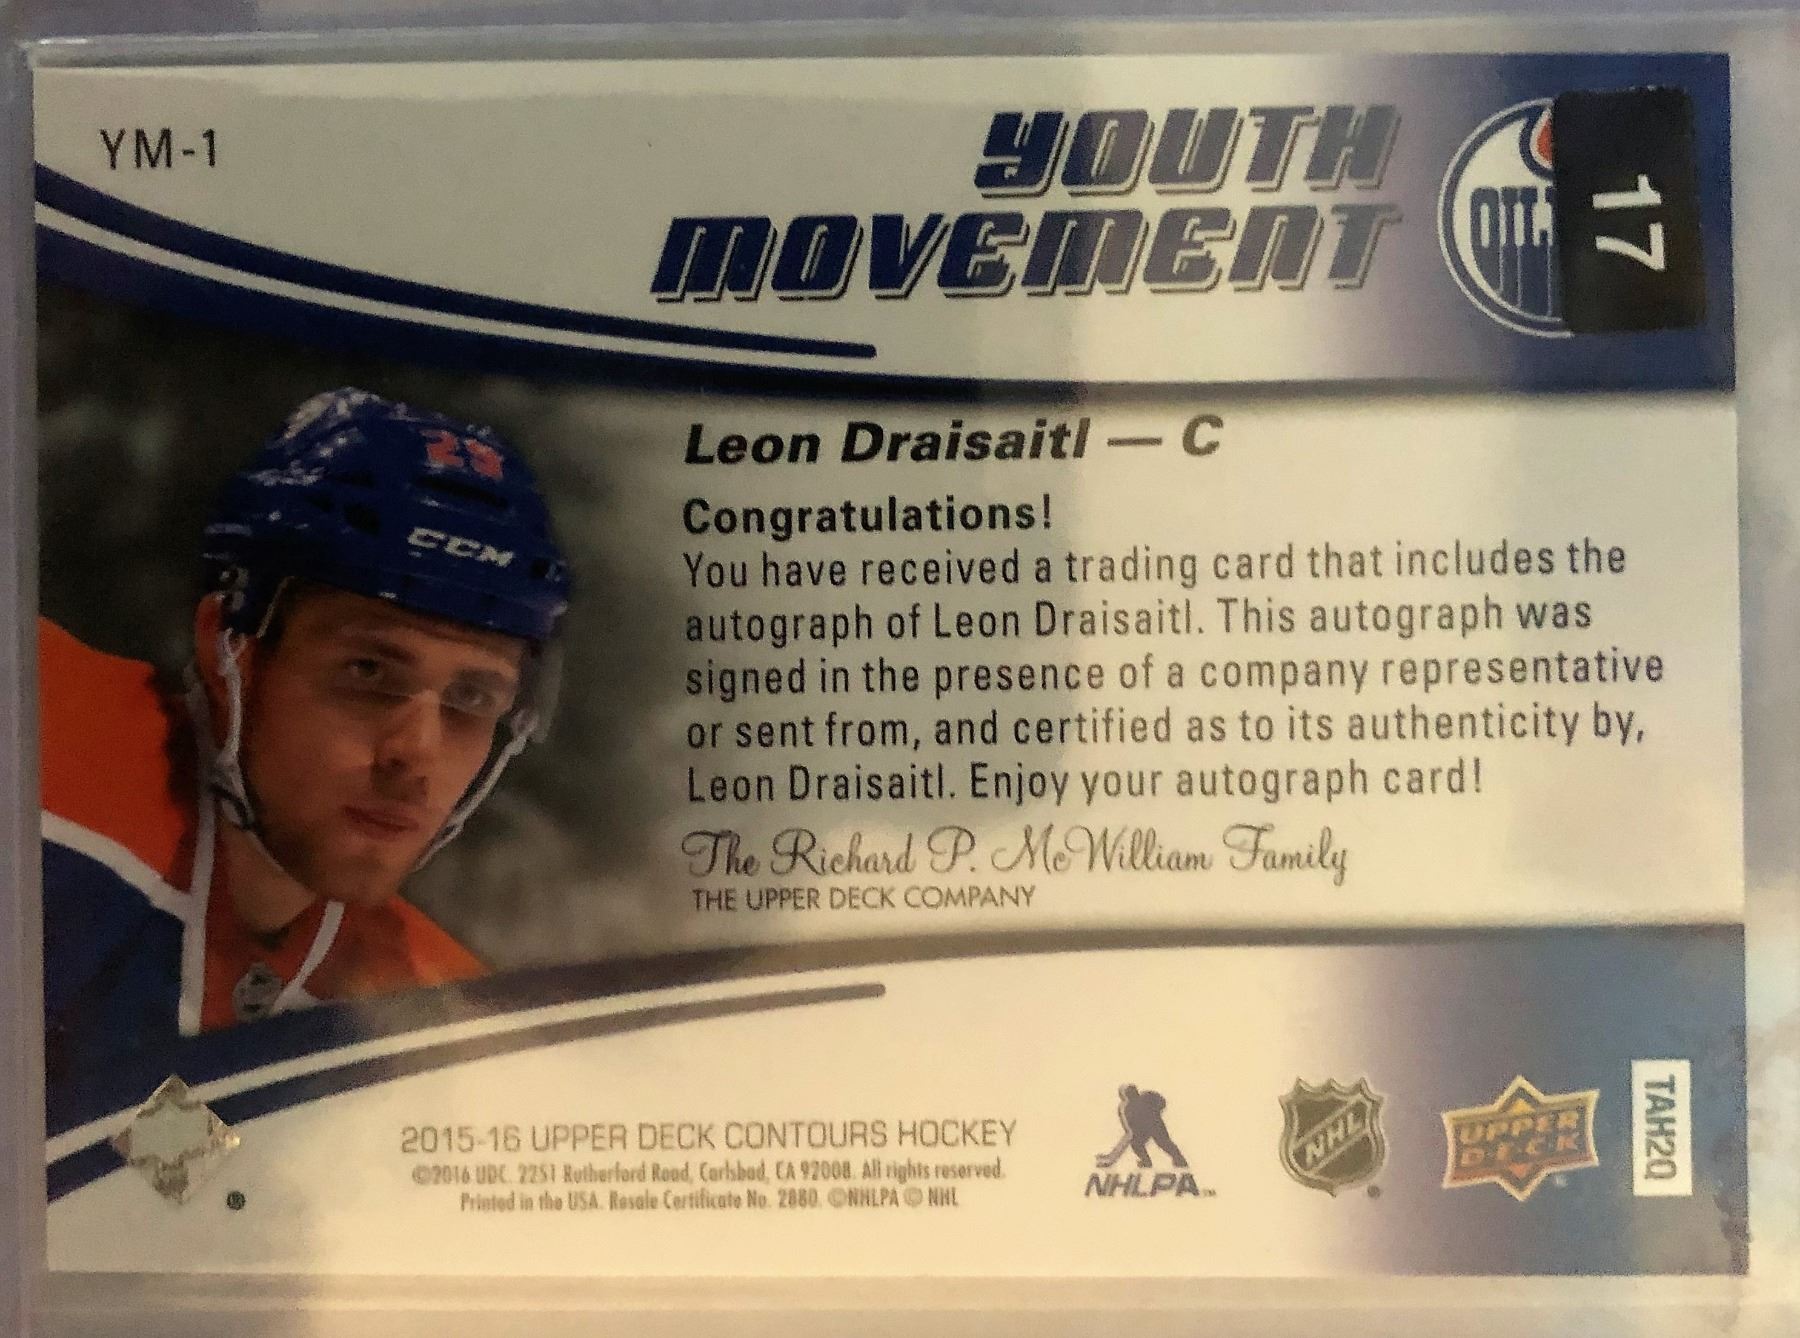 YM-1
YOUTH
MOVEMENT
17
Leon Draisaitl — C
Congratulations!
You have received a trading card that includes the
autograph of Leon Draisaitl. This autograph was
signed in the presence of a company representative
or sent from, and certified as to its authenticity by,
Leon Draisaitl. Enjoy your autograph card!
The Richard P. McWilliam Family
THE UPPER DECK COMPANY
CCM
2015-16 UPPER DECK CONTOURS HOCKEY
©2016 UDC. 2251 Rutherford Road, Carlsbad, CA 92008. All rights reserved.
Printed in the USA. Resale Certificate No. 2880. ©NHLPA © NHL
NHLPA™
NHL
UPPER
DECK
TAH2Q